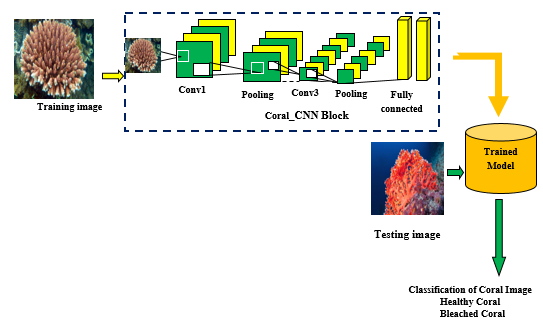 Training image
Conv1
Pooling
Conv3
Pooling
Fully
connected
Coral_CNN Block
Trained
Model
Testing image
Classification of Coral Image
Healthy Coral
Bleached Coral